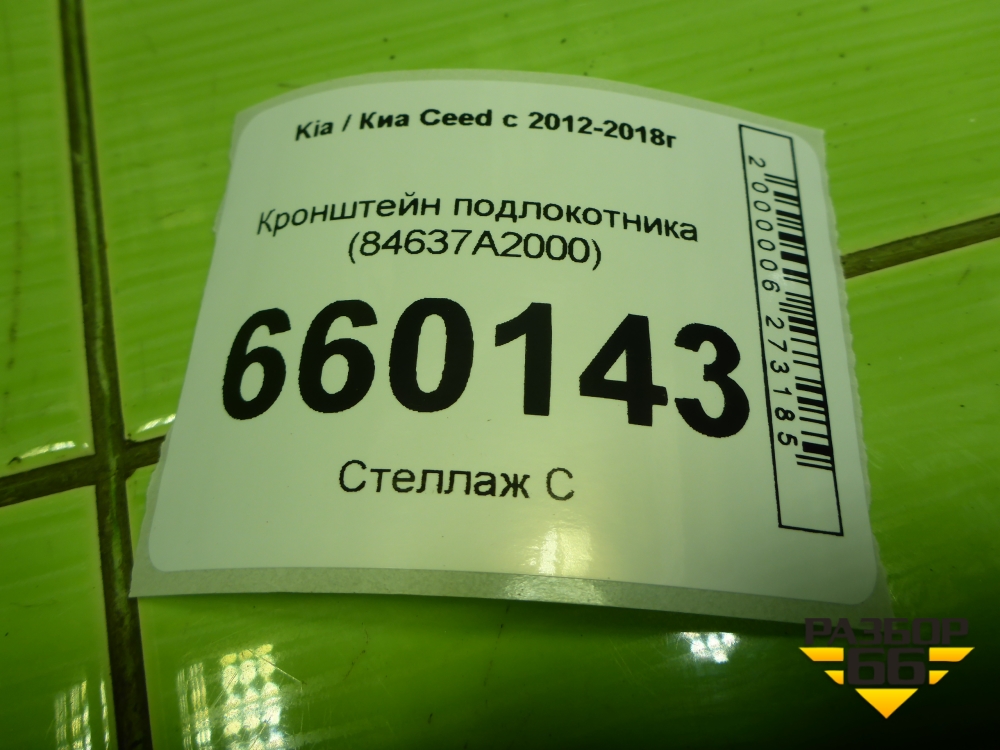 Kia / Киа Ceed с 2012-2018г
Кронштейн подлокотника
(84637A2000)
660143
Стеллаж С
2000006273185
РАЗБОР
66